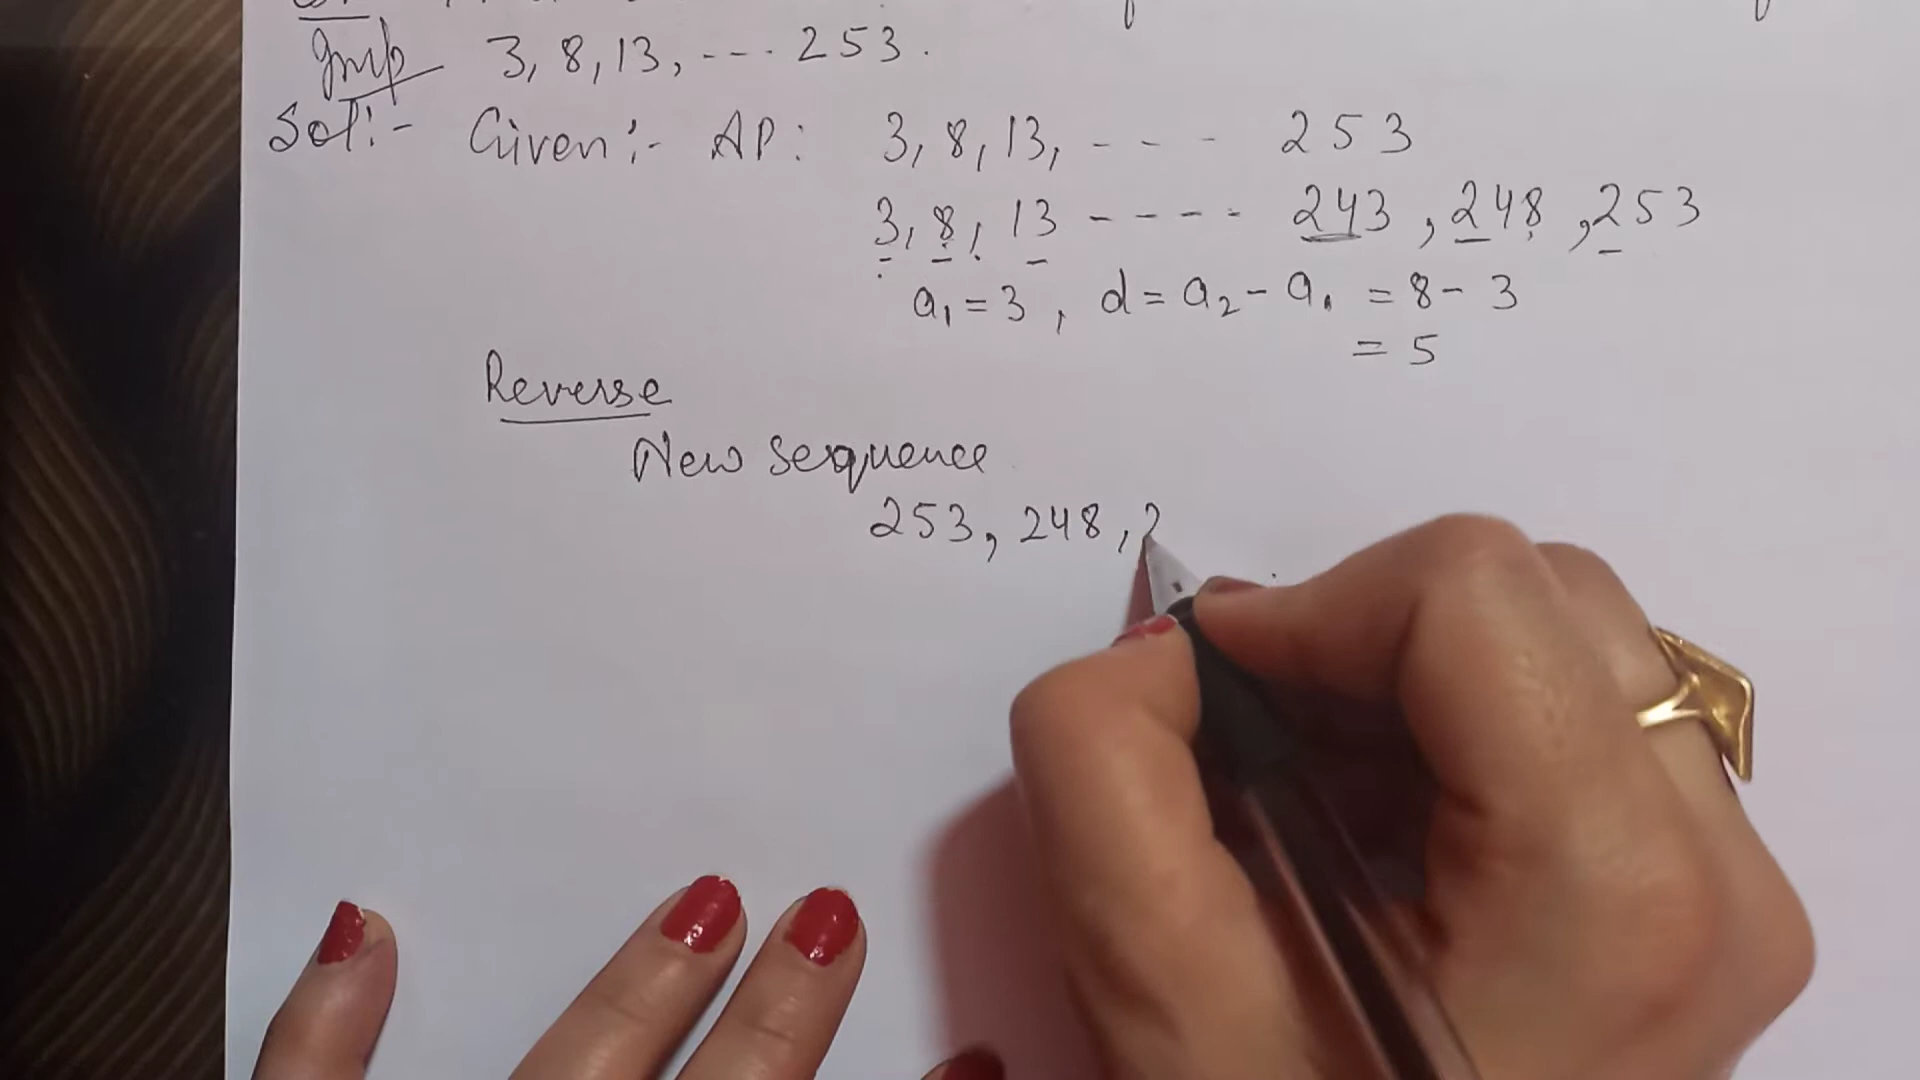 Imp 3, 8, 13, --- 253.
Sol:- Given:- AP: 3, 8, 13, - - - 253
3, 8, 13 ---- 243, 248, 253
a₁ = 3, d = a₂ - a₁ = 8 - 3
= 5
Reverse
New sequence
253, 248, 2